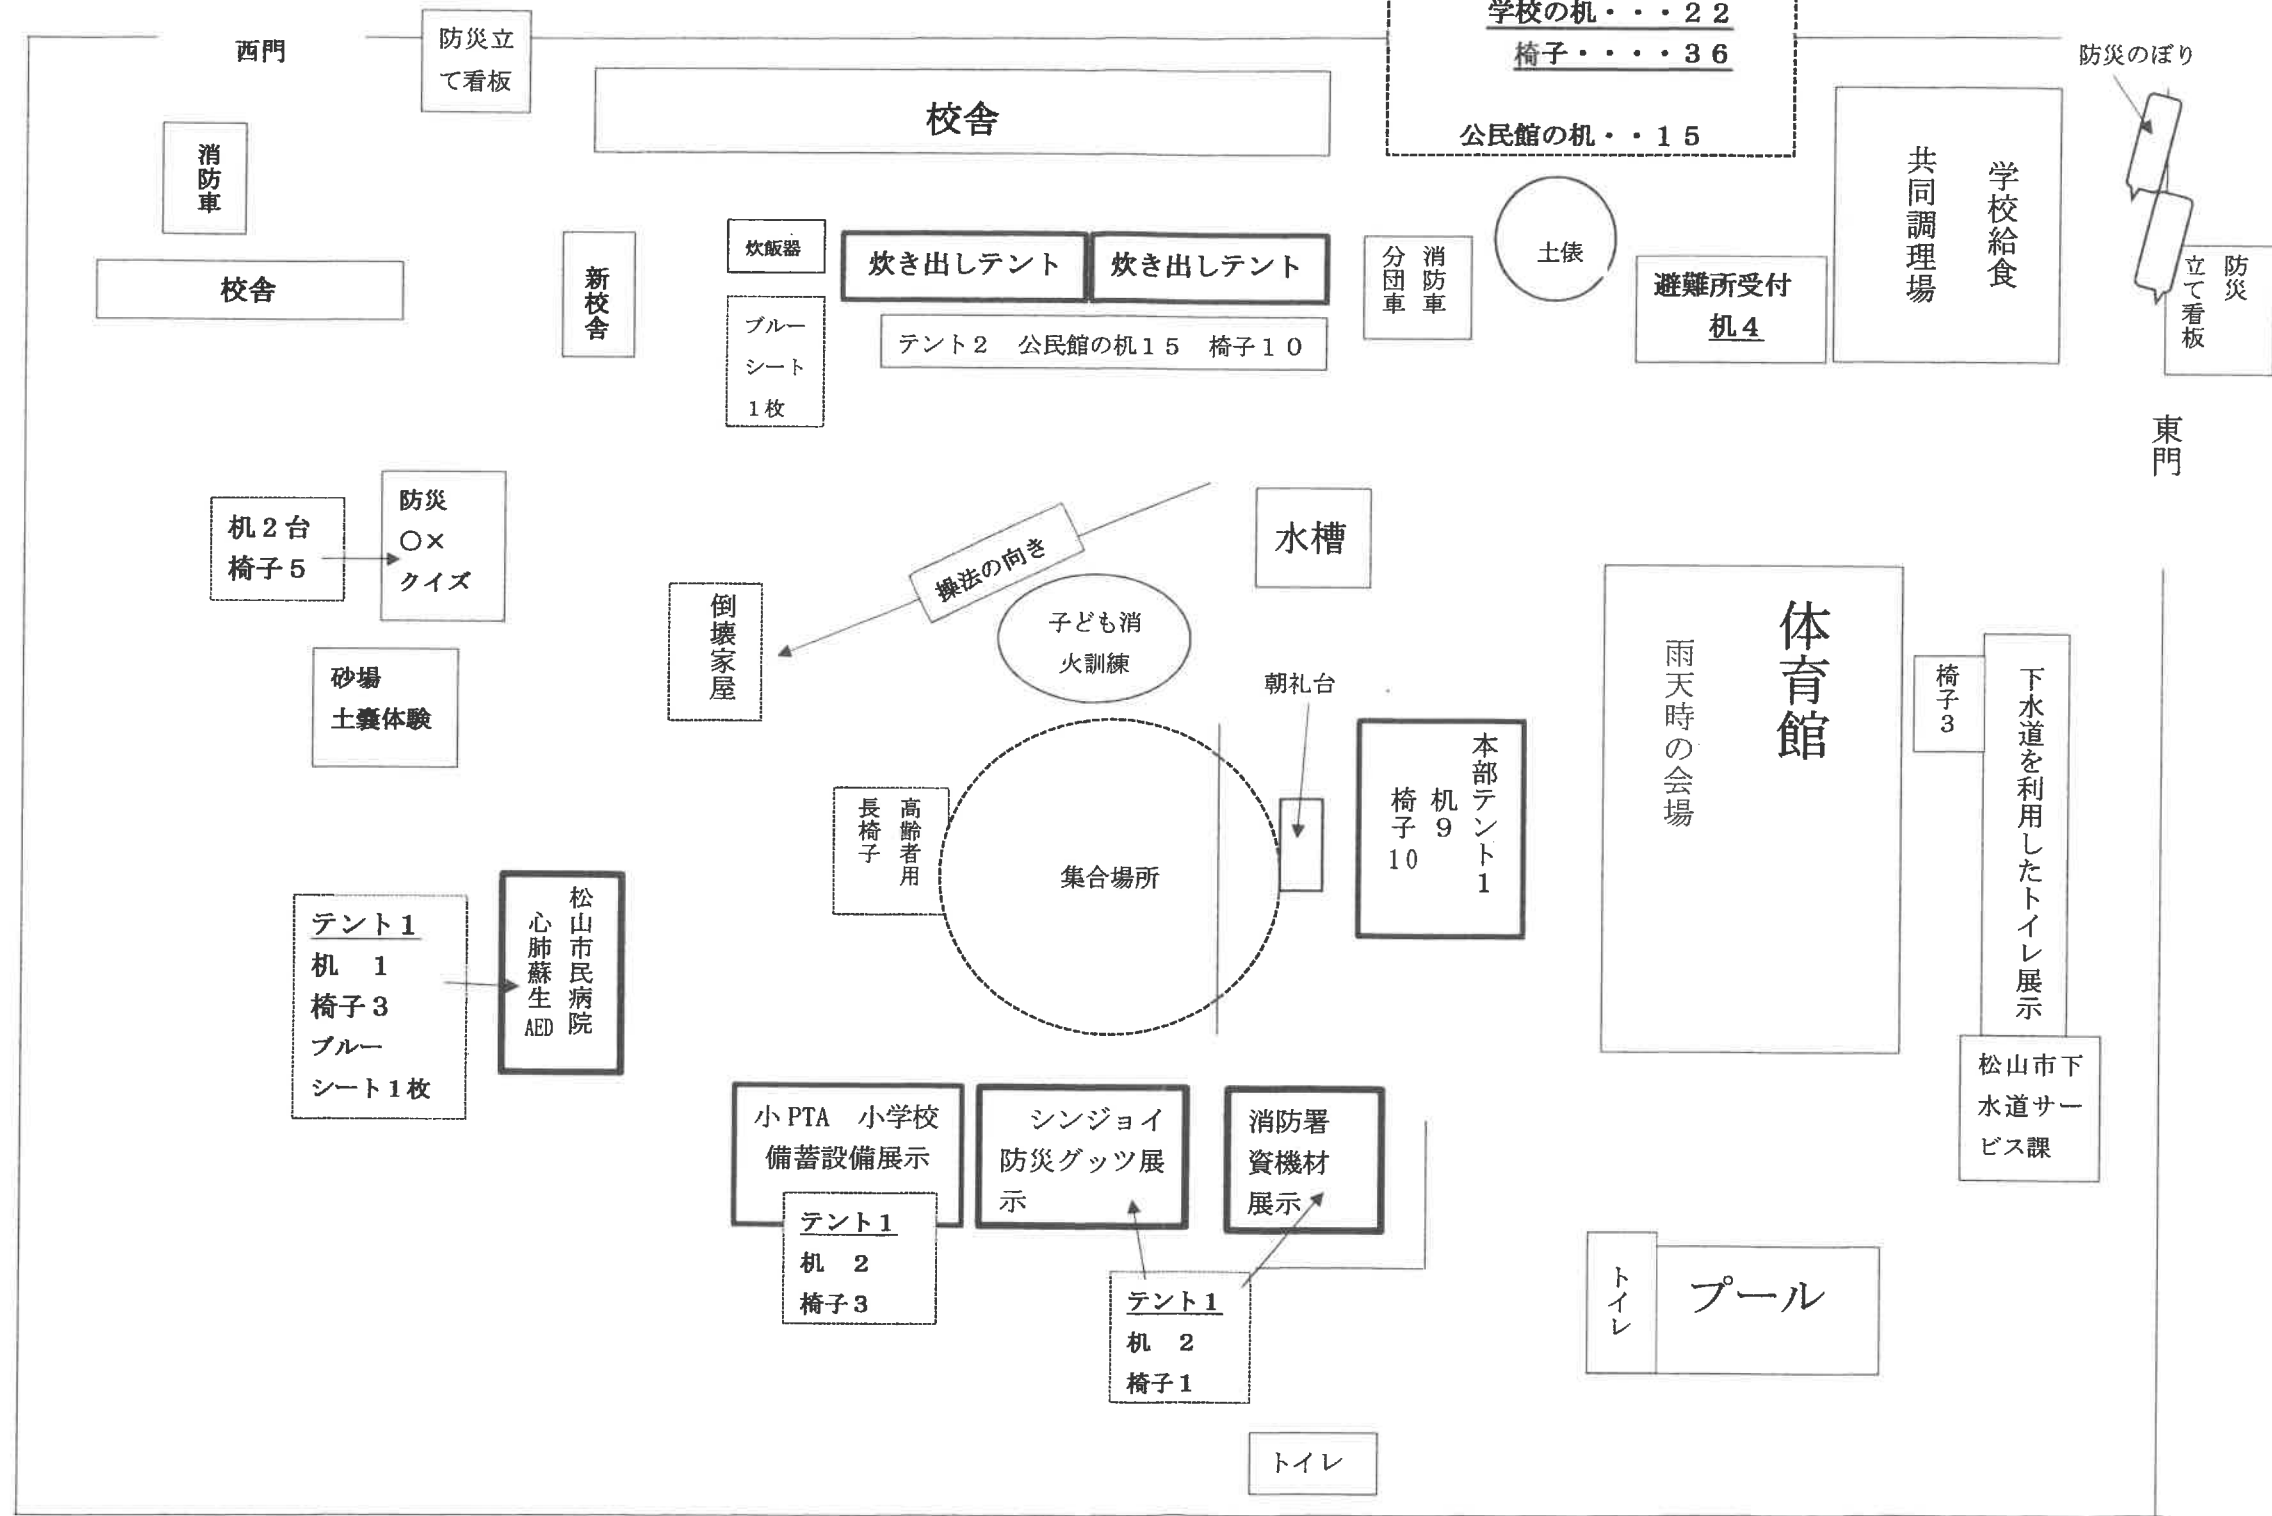 学校の机・・・２２
椅子・・・・３６
公民館の机・・１５
西門
防災立
て看板
校舎
防災のぼり
消防車
学校給食
共同調理場
炊飯器
炊き出しテント
炊き出しテント
消防車
分団車
土俵
避難所受付
机４
防災
立て看板
校舎
新校舎
ブルー
シート
１枚
テント２　公民館の机１５　椅子１０
東門
机２台
椅子５
防災
○×
クイズ
操法の向き
水槽
倒壊家屋
子ども消
火訓練
体育館
雨天時の会場
椅子３
下水道を利用したトイレ展示
砂場
土嚢体験
朝礼台
本部テント１
机９
椅子10
高齢者用
長椅子
集合場所
テント１
机　１
椅子３
ブルー
シート１枚
松山市民病院
心肺蘇生AED
松山市下
水道サー
ビス課
小PTA　小学校
備蓄設備展示
テント１
机　２
椅子３
シンジョイ
防災グッツ展
示
消防署
資機材
展示
テント１
机　２
椅子１
トイレ
プール
トイレ